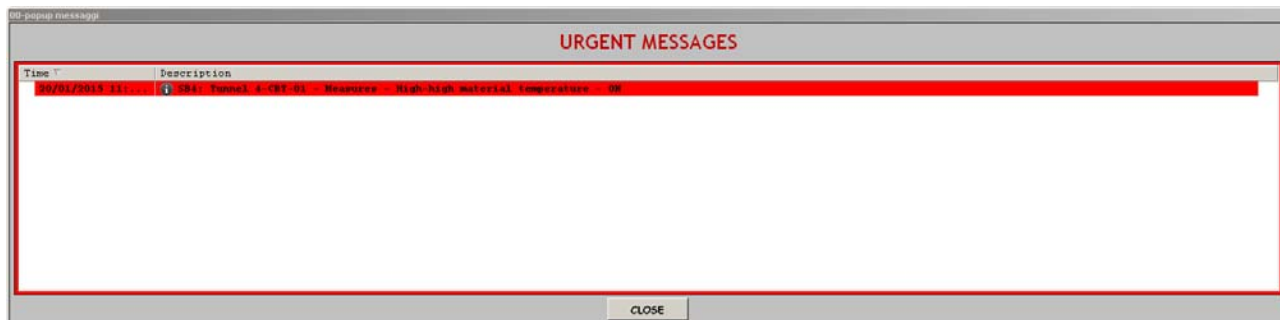 00-popup messaggi
URGENT MESSAGES
Time Description
20/01/2015 11:... SB4: Tunnel 4-CBT-01 - Measures - High-high material temperature - ON
CLOSE